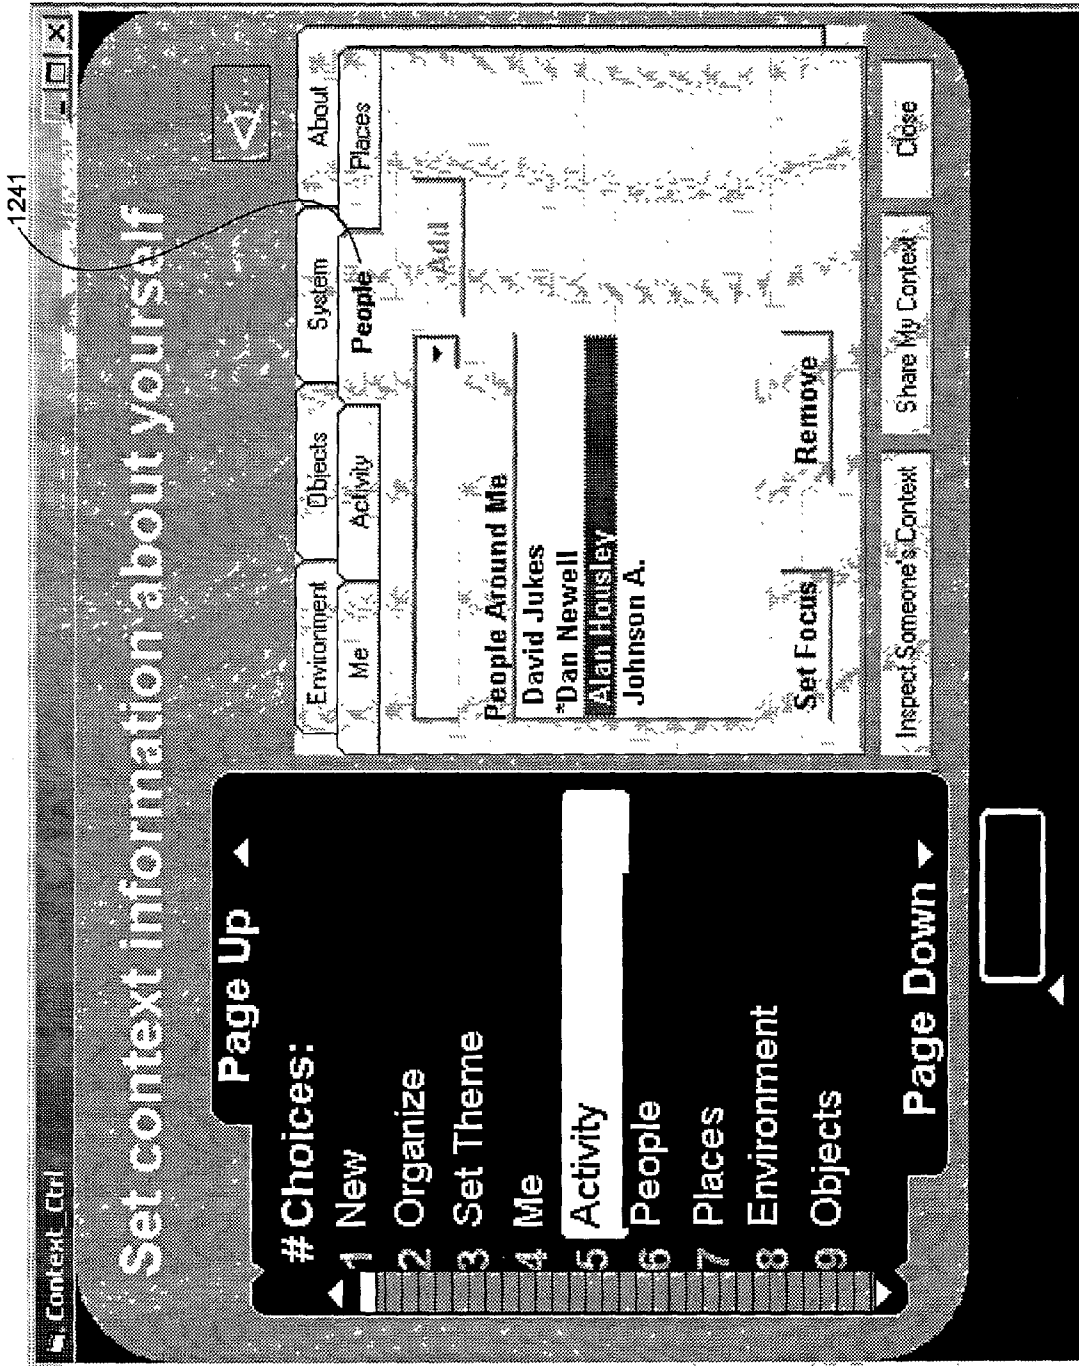 1241
Context_Ctrl
Set context information about yourself
Page Up
# Choices:
1 New
2 Organize
3 Set Theme
4 Me
5 Activity
6 People
7 Places
8 Environment
9 Objects
Page Down
Environment Objects System About
Me Activity People Places
Add
People Around Me
David Jukes
*Dan Newell
Alan Housley
Johnson A.
Set Focus Remove
Inspect Someone's Context Share My Context Close